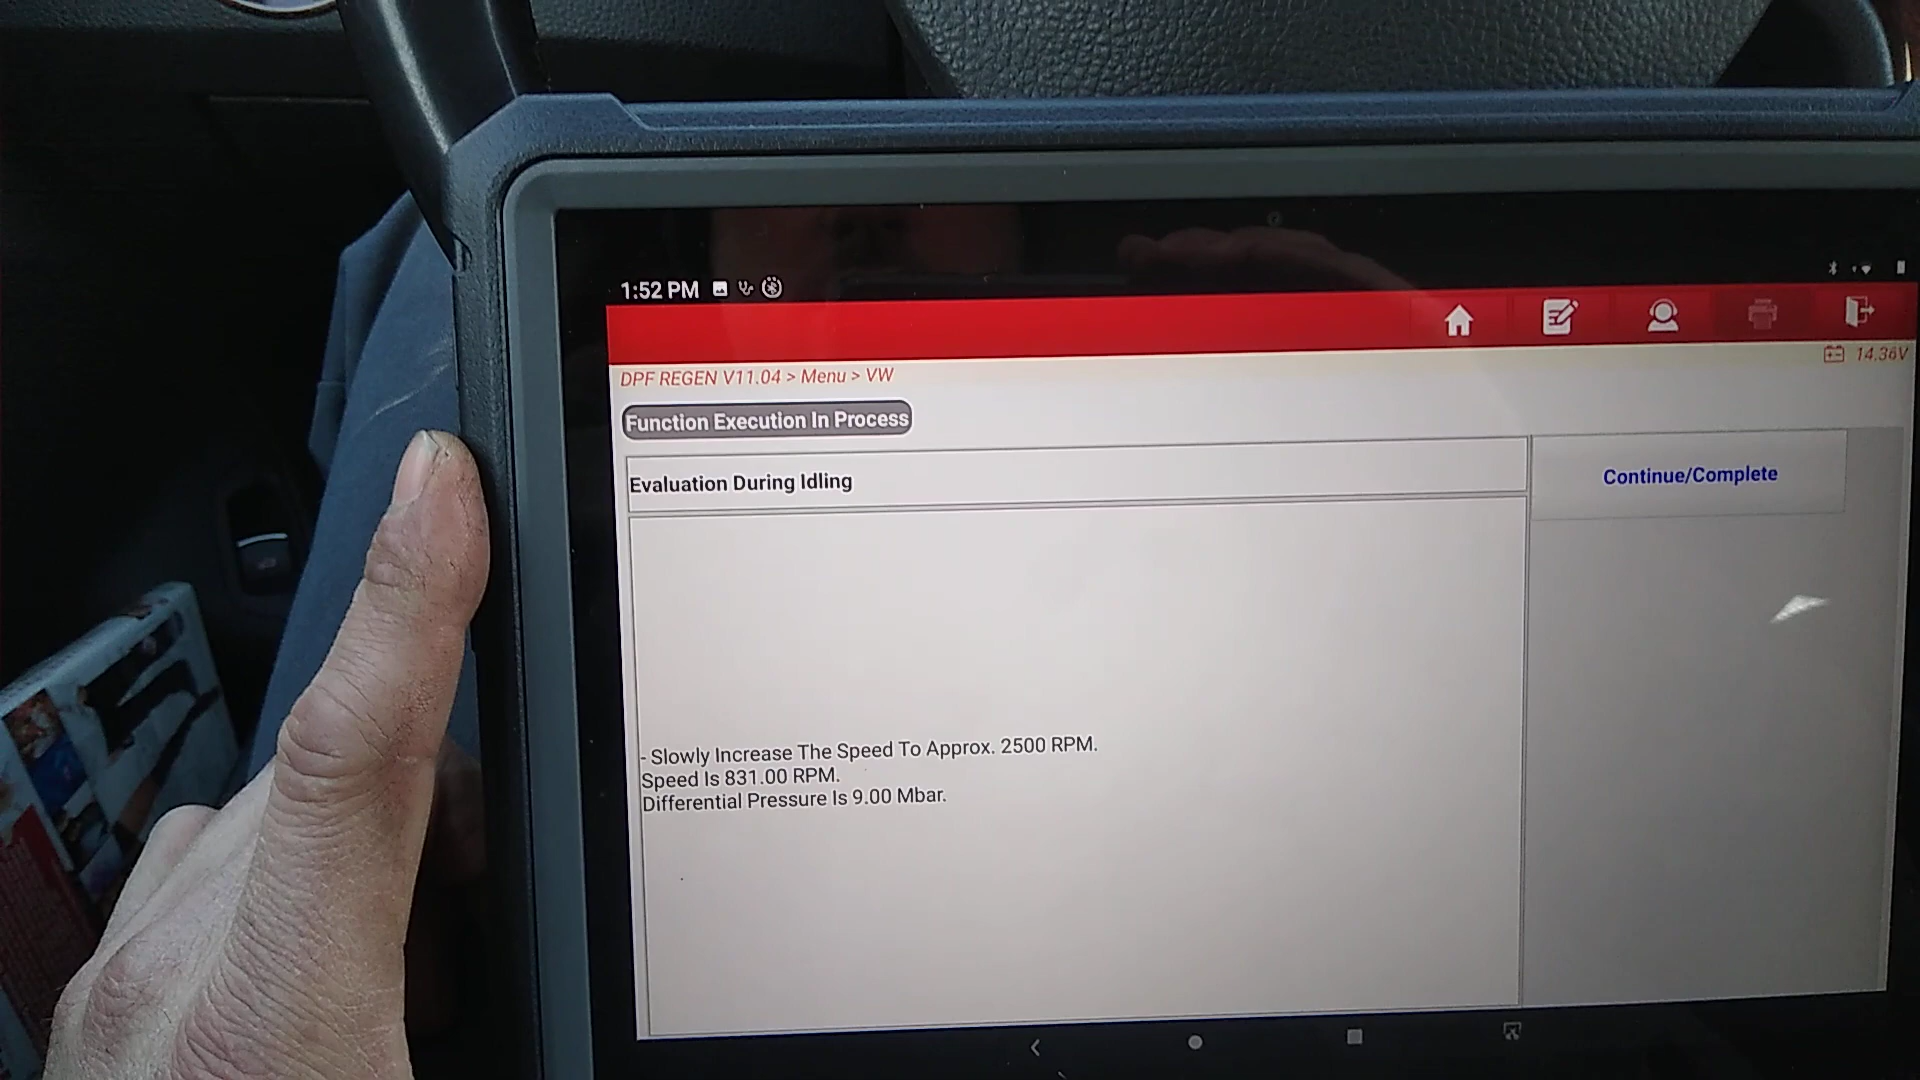 1:52 PM
14.36V
DPF REGEN V11.04 > Menu > VW
Function Execution In Process
Evaluation During Idling
Continue/Complete
- Slowly Increase The Speed To Approx. 2500 RPM.
Speed Is 831.00 RPM.
Differential Pressure Is 9.00 Mbar.